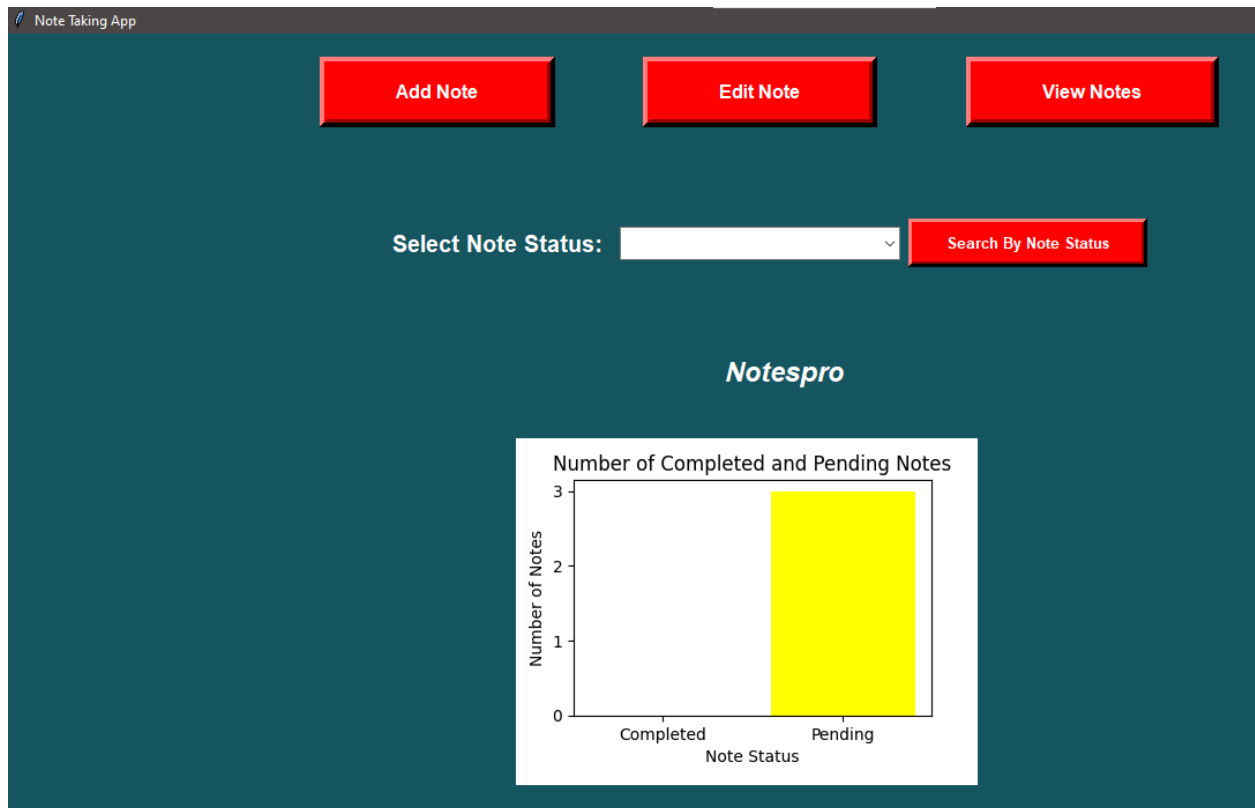 Note Taking App
Add Note
Edit Note
View Notes
Select Note Status:
Search By Note Status
Notespro
Number of Completed and Pending Notes
3
2
1
0
Number of Notes
Completed
Pending
Note Status